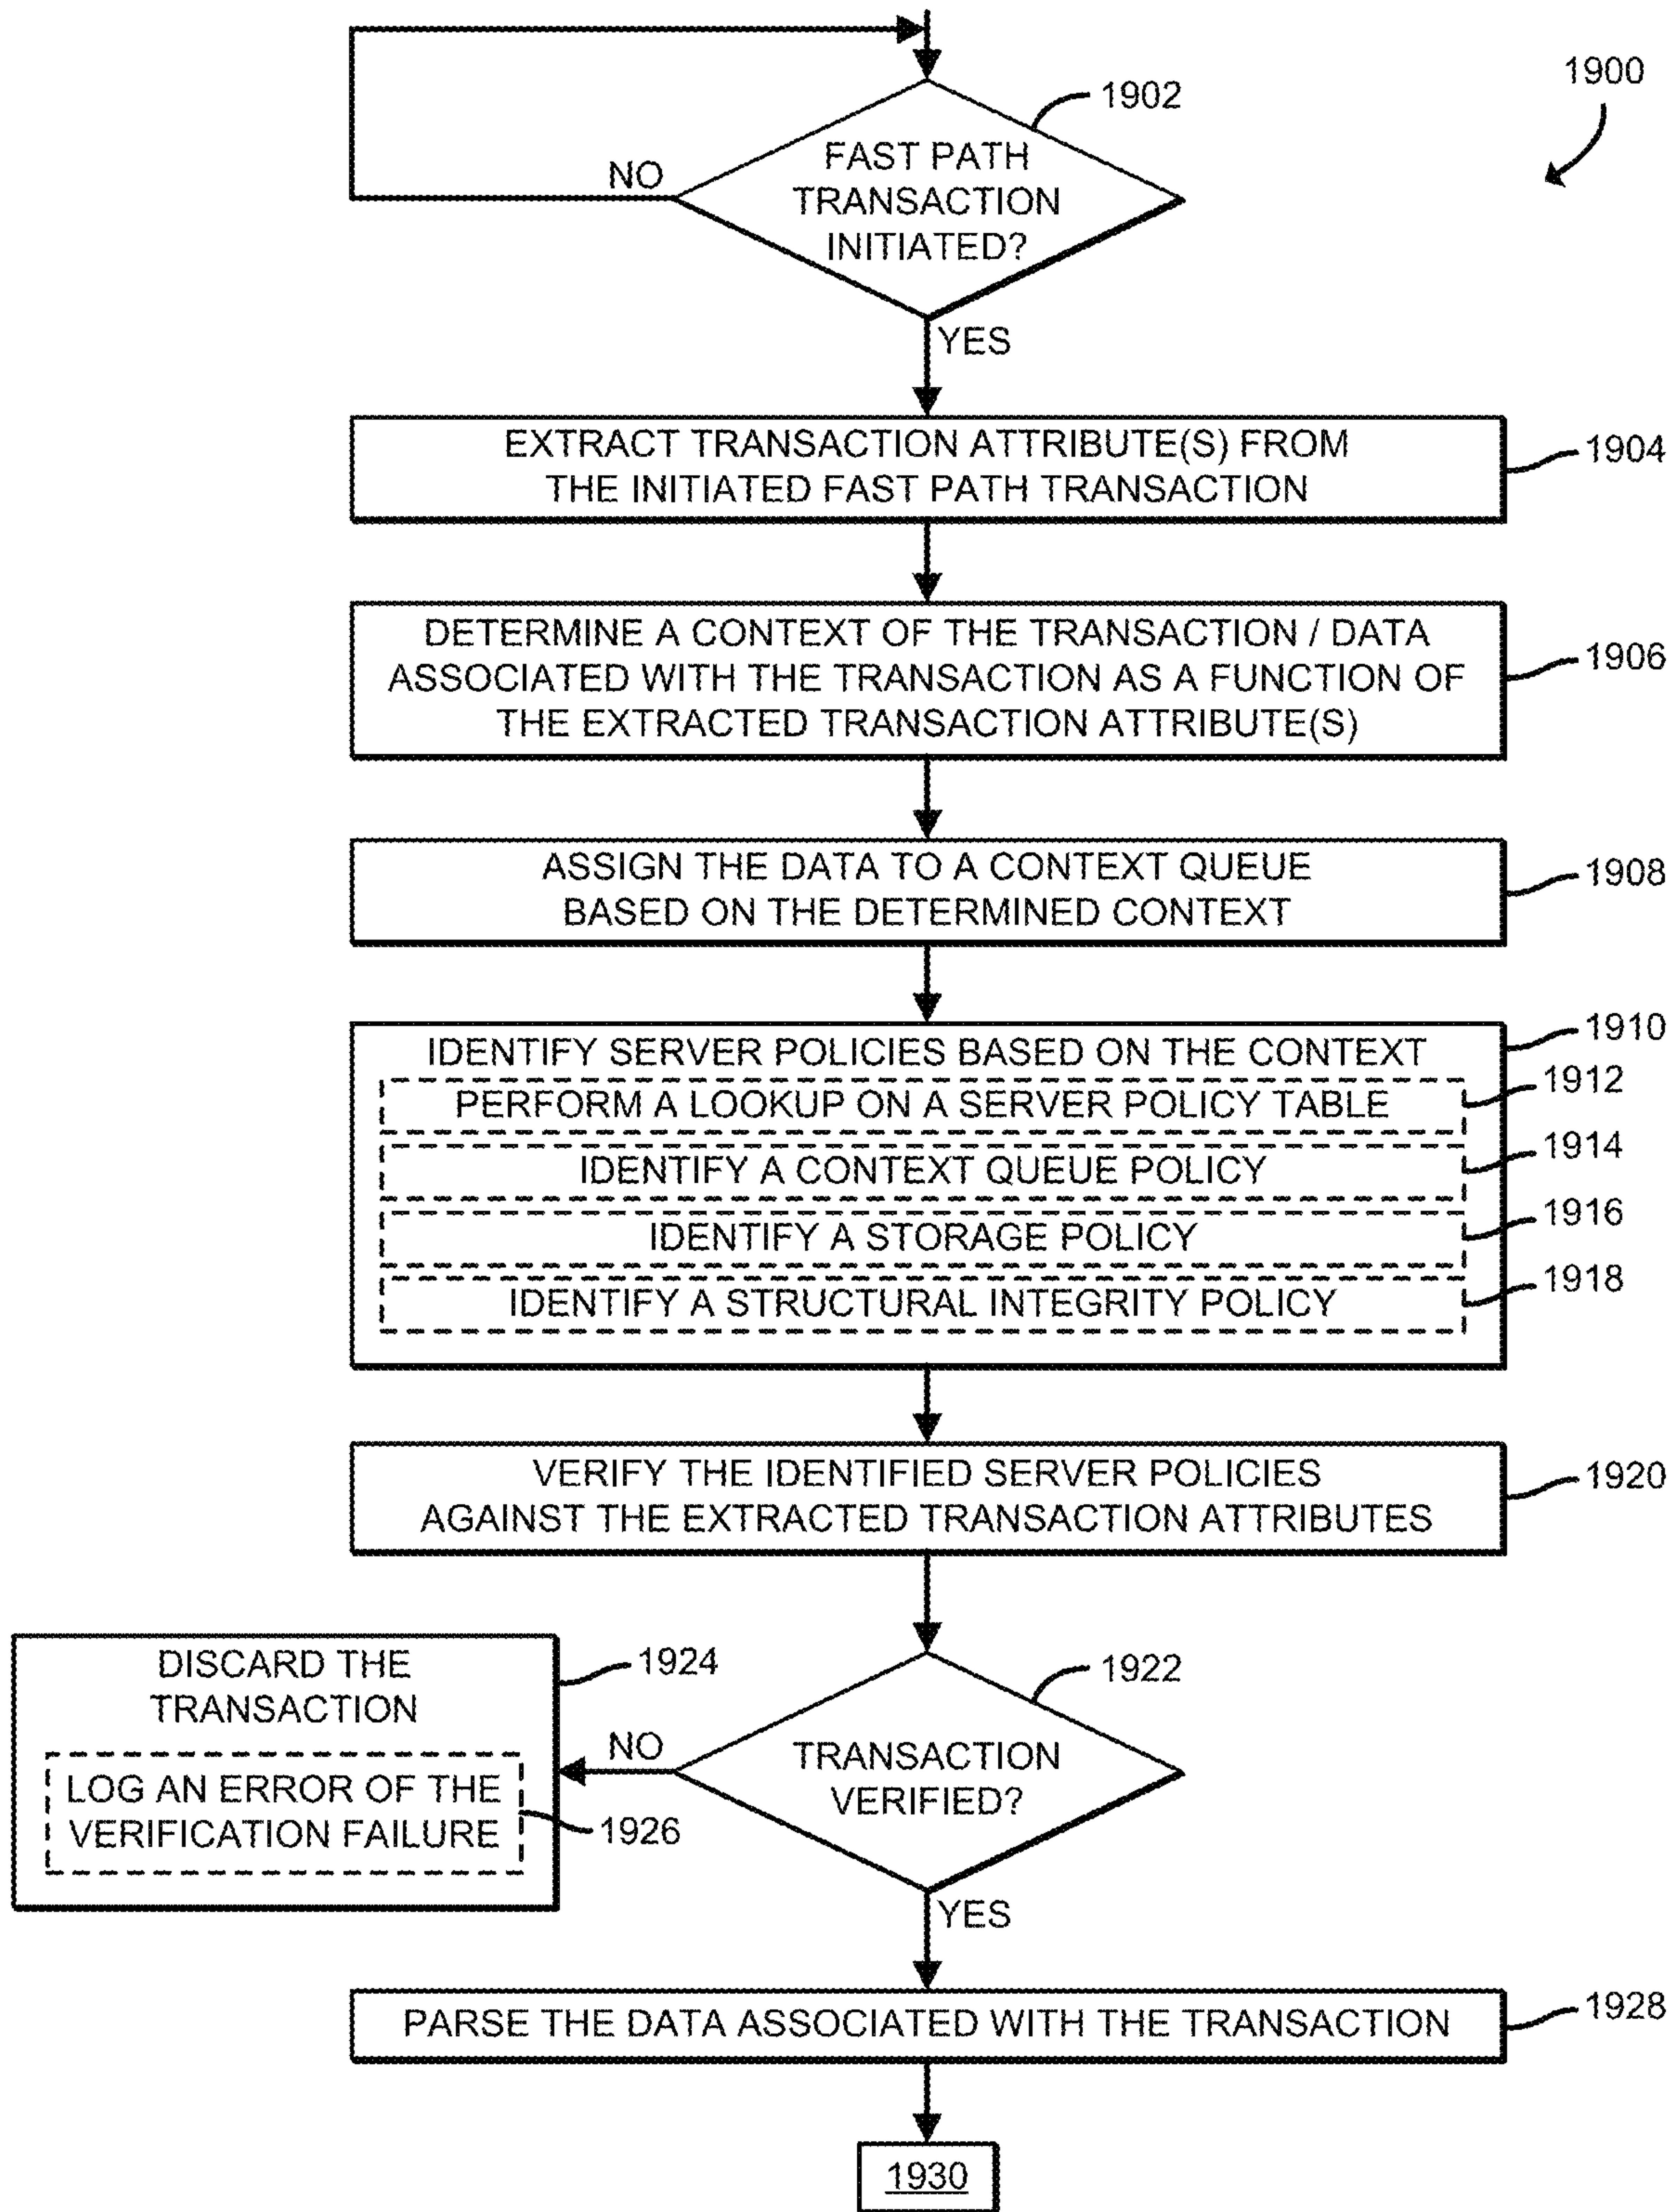 1900
1902
FAST PATH
TRANSACTION
INITIATED?
NO
YES
EXTRACT TRANSACTION ATTRIBUTE(S) FROM
THE INITIATED FAST PATH TRANSACTION
1904
DETERMINE A CONTEXT OF THE TRANSACTION / DATA
ASSOCIATED WITH THE TRANSACTION AS A FUNCTION OF
THE EXTRACTED TRANSACTION ATTRIBUTE(S)
1906
ASSIGN THE DATA TO A CONTEXT QUEUE
BASED ON THE DETERMINED CONTEXT
1908
IDENTIFY SERVER POLICIES BASED ON THE CONTEXT
1910
PERFORM A LOOKUP ON A SERVER POLICY TABLE
1912
IDENTIFY A CONTEXT QUEUE POLICY
1914
IDENTIFY A STORAGE POLICY
1916
IDENTIFY A STRUCTURAL INTEGRITY POLICY
1918
VERIFY THE IDENTIFIED SERVER POLICIES
AGAINST THE EXTRACTED TRANSACTION ATTRIBUTES
1920
1922
TRANSACTION
VERIFIED?
NO
DISCARD THE
TRANSACTION
1924
LOG AN ERROR OF THE
VERIFICATION FAILURE
1926
YES
PARSE THE DATA ASSOCIATED WITH THE TRANSACTION
1928
1930